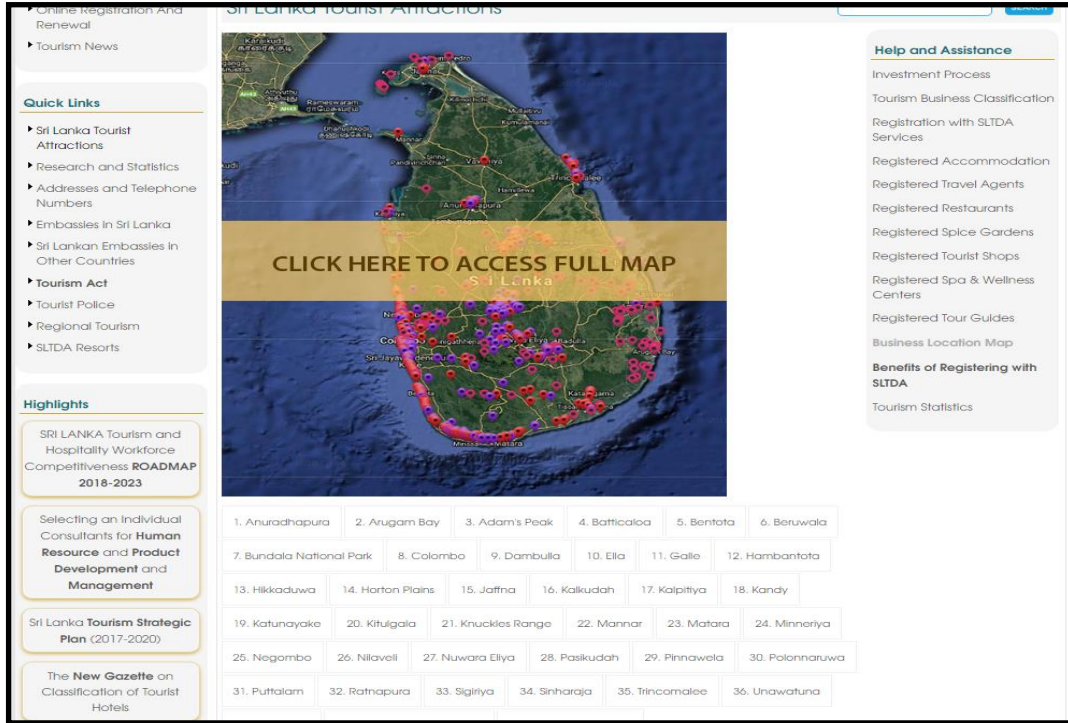 Online Registration And
Renewal
Tourism News
Quick Links
Sri Lanka Tourist
Attractions
Research and Statistics
Addresses and Telephone
Numbers
Embassies in Sri Lanka
Sri Lankan Embassies in
Other Countries
Tourism Act
Tourist Police
Regional Tourism
SLTDA Resorts
Highlights
SRI LANKA Tourism and
Hospitality Workforce
Competitiveness ROADMAP
2018-2023
Selecting an Individual
Consultants for Human
Resource and Product
Development and
Management
Sri Lanka Tourism Strategic
Plan (2017-2020)
The New Gazette on
Classification of Tourist
Hotels
Sri Lanka Tourist Attractions
SEARCH
Karaikudi
Rameswaram
Dhanushkodi
Mannar
Kilinochchi
Mullaitivu
Kumulamanai
CLICK HERE TO ACCESS FULL MAP
Sri Lanka
Badulla
1. Anuradhapura 2. Arugam Bay 3. Adam's Peak 4. Batticaloa 5. Bentota 6. Beruwala
7. Bundala National Park 8. Colombo 9. Dambulla 10. Ella 11. Galle 12. Hambantota
13. Hikkaduwa 14. Horton Plains 15. Jaffna 16. Kalkudah 17. Kalpitiya 18. Kandy
19. Katunayake 20. Kitulgala 21. Knuckles Range 22. Mannar 23. Matara 24. Minneriya
25. Negombo 26. Nilaveli 27. Nuwara Eliya 28. Pasikudah 29. Pinnawela 30. Polonnaruwa
31. Puttalam 32. Ratnapura 33. Sigiriya 34. Sinharaja 35. Trincomalee 36. Unawatuna
Help and Assistance
Investment Process
Tourism Business Classification
Registration with SLTDA
Services
Registered Accommodation
Registered Travel Agents
Registered Restaurants
Registered Spice Gardens
Registered Tourist Shops
Registered Spa & Wellness
Centers
Registered Tour Guides
Business Location Map
Benefits of Registering with
SLTDA
Tourism Statistics